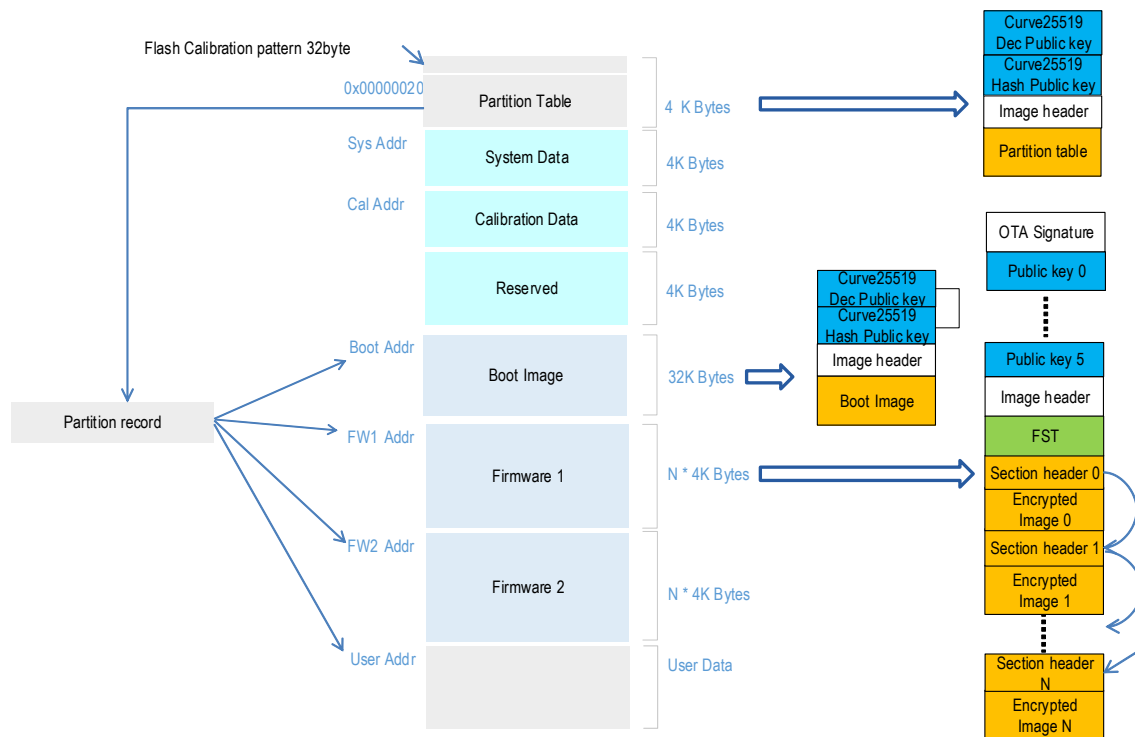 Flash Calibration pattern 32byte
0x00000020
Partition Table
4 K Bytes
Sys Addr
System Data
4K Bytes
Cal Addr
Calibration Data
4K Bytes
Reserved
4K Bytes
Boot Addr
Boot Image
32K Bytes
Partition record
FW1 Addr
Firmware 1
N * 4K Bytes
FW2 Addr
Firmware 2
N * 4K Bytes
User Addr
User Data
Curve25519
Dec Public key
Curve25519
Hash Public key
Image header
Partition table
Curve25519
Dec Public key
Curve25519
Hash Public key
Image header
Boot Image
OTA Signature
Public key 0
Public key 5
Image header
FST
Section header 0
Encrypted
Image 0
Section header 1
Encrypted
Image 1
Section header
N
Encrypted
Image N